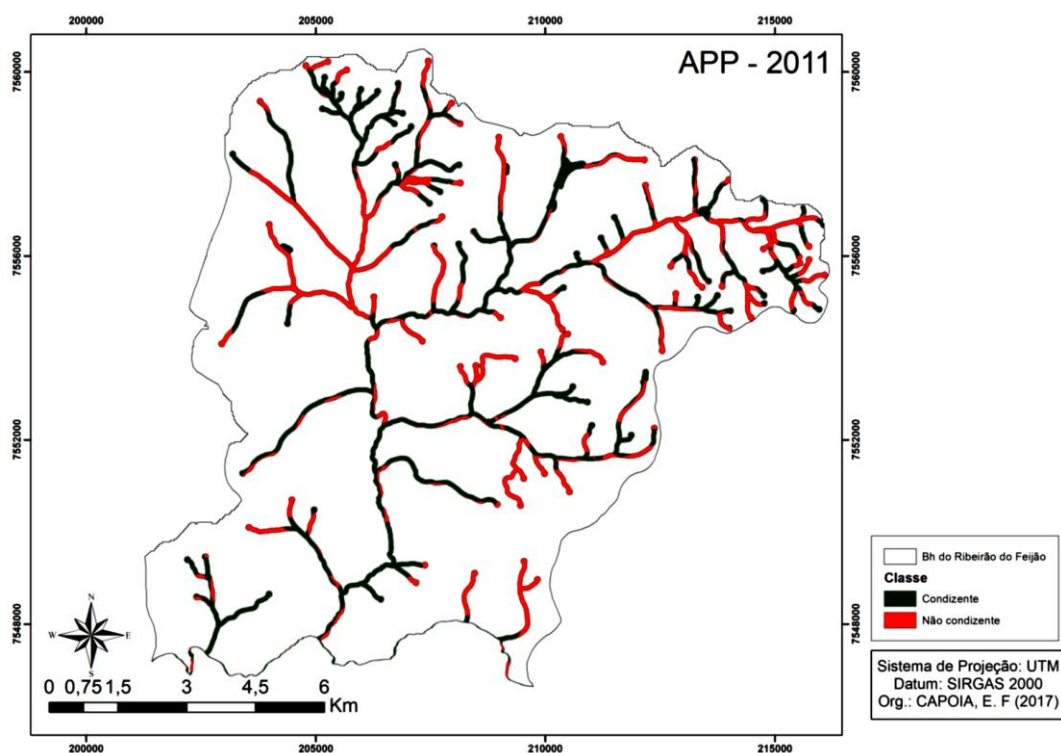 200000 205000 210000 215000
APP - 2011
7560000 7560000
7556000 7556000
7552000 7552000
7548000 7548000
Bh do Ribeirão do Feijão
Classe
Condizente
Não condizente
Sistema de Projeção: UTM
Datum: SIRGAS 2000
Org.: CAPOIA, E. F (2017)
N
W E
S
0 0,75 1,5 3 4,5 6
Km
200000 205000 210000 215000